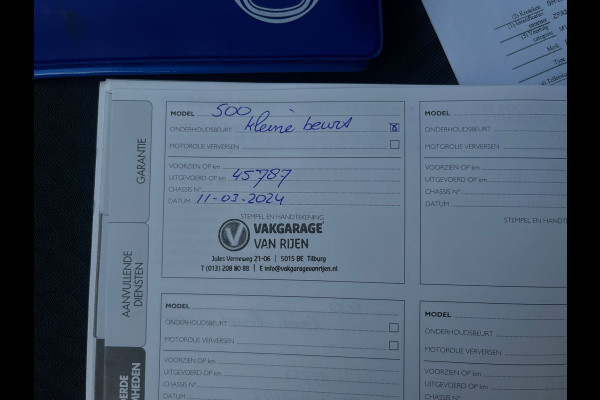 GARANTIE
AANVULLENDE
DIENSTEN
MODEL 500
ONDERHOUDSBEURT kleine beurs
MOTOROLIE VERVERSEN
VOORZIEN OP km
UITGEVOERD OP km 45787
CHASSIS N°
DATUM 11-03-2024
STEMPEL EN HANDTEKENING
VAKGARAGE
VAN RIJEN
Jules Verneweg 21-06 | 5015 BE Tilburg
T (013) 208 80 88 | E info@vakgaragevanrijen.nl
MODEL
ONDERHOUDSBEURT
MOTOROLIE VERVERSEN
VOORZIEN OP km
UITGEVOERD OP km
CHASSIS N°
DATUM
STEMPEL EN HAND
MODEL
ONDERHOUDSBEURT
MOTOROLIE VERVERSEN
VOORZIEN OP km
UITGEVOERD OP km
CHASSIS N°
DATUM
MODEL
ONDERHOUDSBEURT
MOTOROLIE VERVERSEN
VOORZIEN OP km
UITGEVOERD OP km
CHASSIS N°